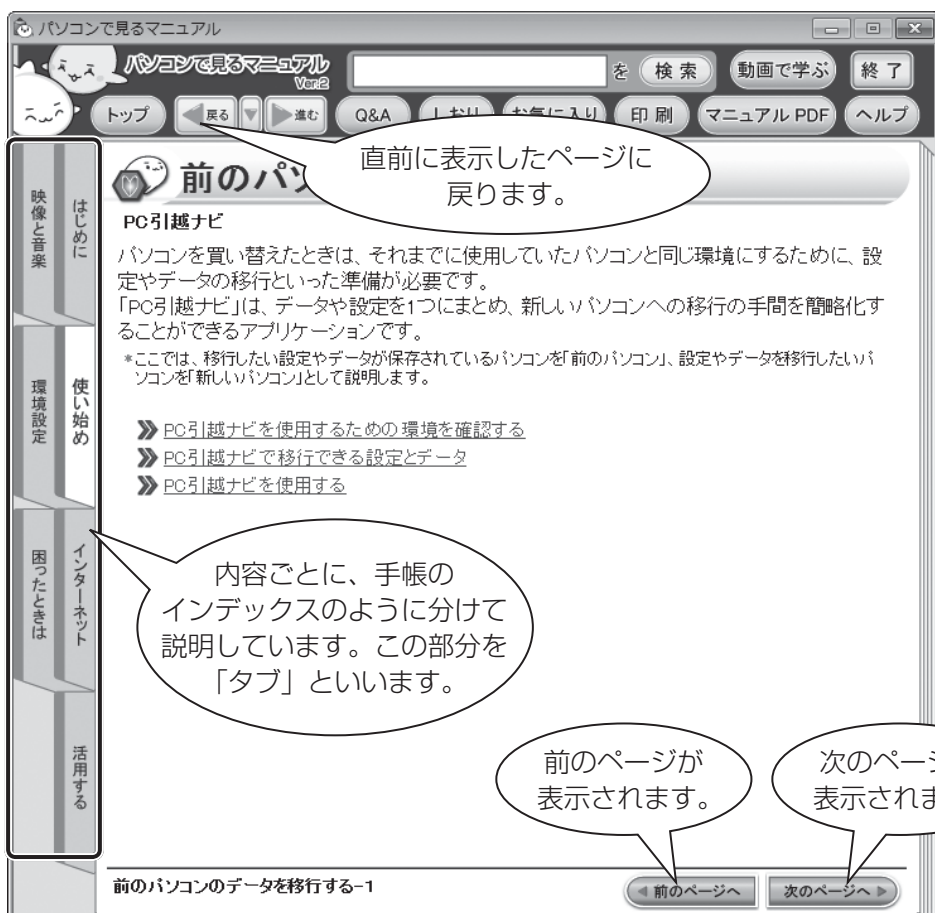 パソコンで見るマニュアル
パソコンで見るマニュアル
Ver.2
を 検索 動画で学ぶ 終了
トップ 戻る 進む Q&A しおり お気に入り 印刷 マニュアル PDF ヘルプ
直前に表示したページに
戻ります。
前のパソ
PC引越ナビ
パソコンを買い替えたときは、それまでに使用していたパソコンと同じ環境にするために、設
定やデータの移行といった準備が必要です。
「PC引越ナビ」は、データや設定を1つにまとめ、新しいパソコンへの移行の手間を簡略化す
ることができるアプリケーションです。
*ここでは、移行したい設定やデータが保存されているパソコンを「前のパソコン」、設定やデータを移行したいパ
ソコンを「新しいパソコン」として説明します。
PC引越ナビを使用するための環境を確認する
PC引越ナビで移行できる設定とデータ
PC引越ナビを使用する
はじめに
使い始め
インターネット
活用する
映像と音楽
環境設定
困ったときは
内容ごとに、手帳の
インデックスのように分けて
説明しています。この部分を
「タブ」といいます。
前のページが
表示されます。
次のペー
表示されま
前のパソコンのデータを移行する-1
前のページへ 次のページへ